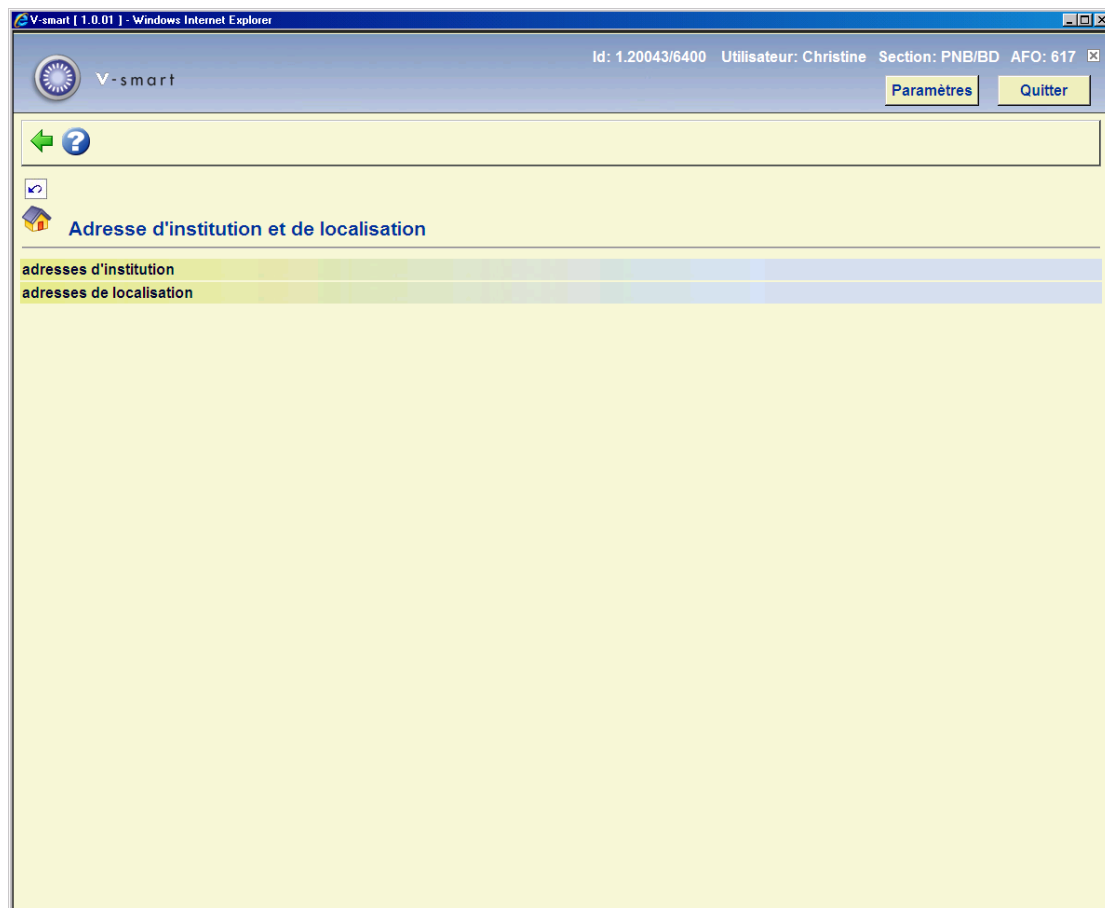 V-smart [ 1.0.01 ] - Windows Internet Explorer
Id: 1.20043/6400 Utilisateur: Christine Section: PNB/BD AFO: 617
V-smart
Paramètres Quitter
Adresse d'institution et de localisation
adresses d'institution
adresses de localisation